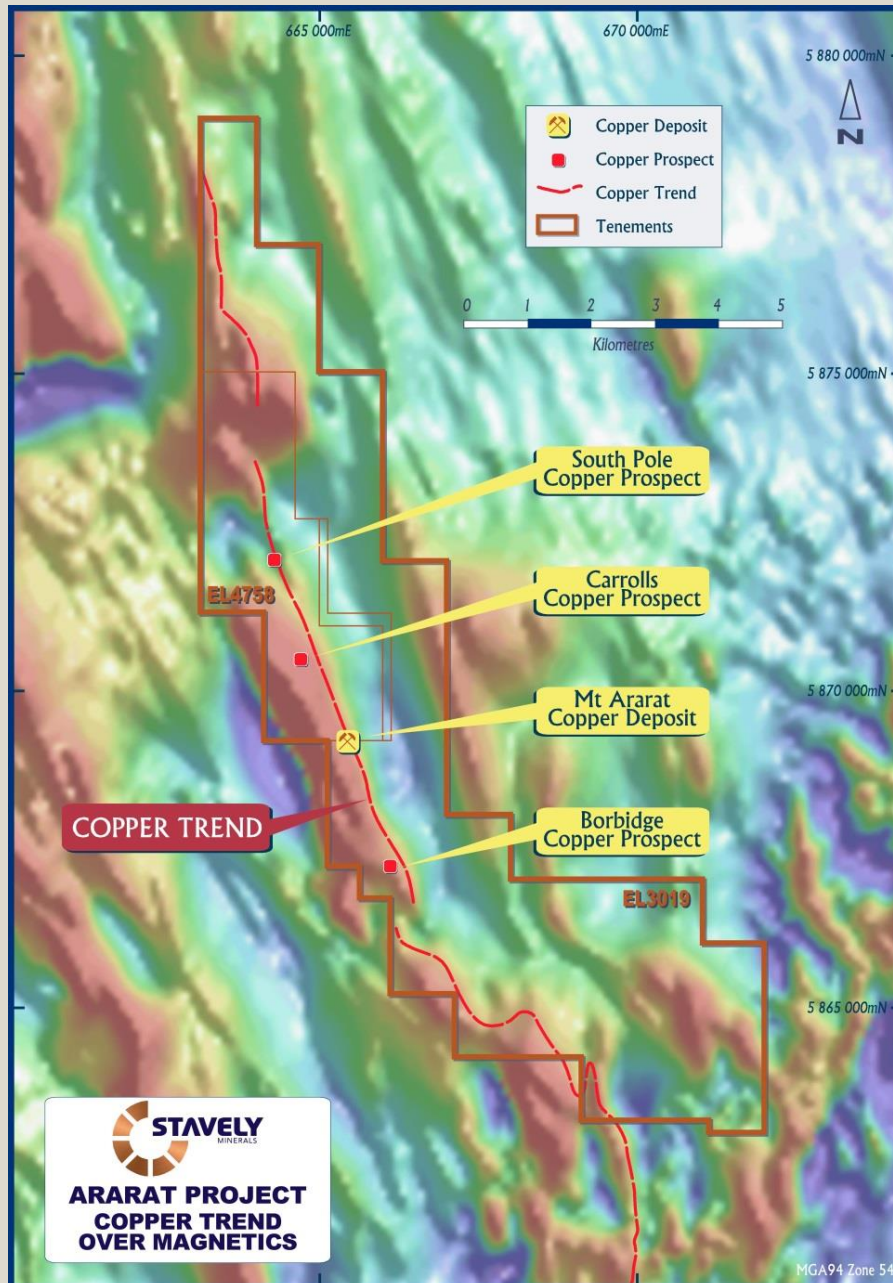 665 000mE
670 000mE
5 880 000mN
N
Copper Deposit
Copper Prospect
Copper Trend
Tenements
0 1 2 3 4 5
Kilometres
5 875 000mN
South Pole
Copper Prospect
Carrolls
Copper Prospect
EL4758
5 870 000mN
Mt Ararat
Copper Deposit
COPPER TREND
Borbidge
Copper Prospect
EL3019
5 865 000mN
STAVELY
MINERALS
ARARAT PROJECT
COPPER TREND
OVER MAGNETICS
MGA94 Zone 54